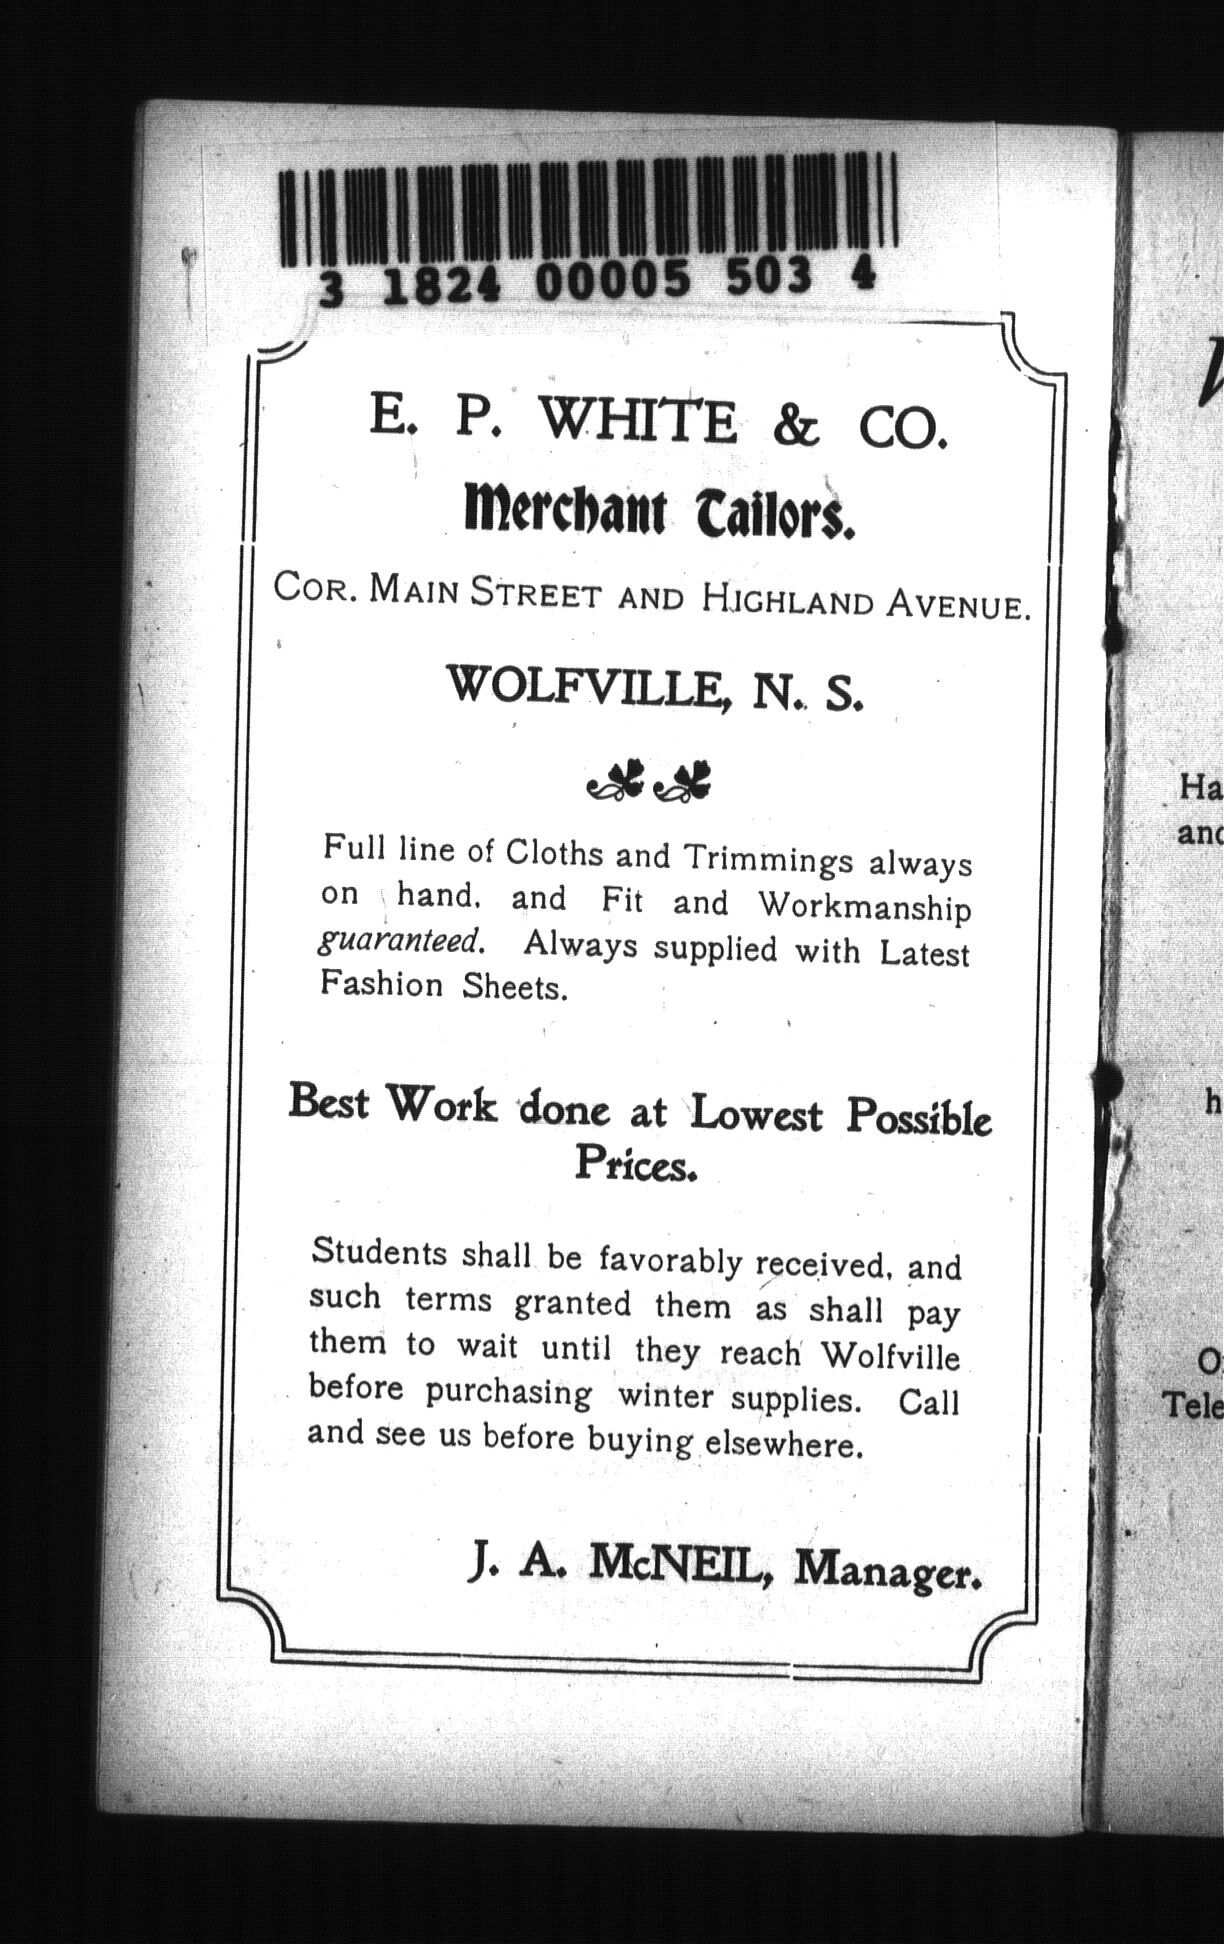 3 1824 00005 503 4
E. P. WHITE & CO.
Merchant Tailors.
COR. MAIN STREET AND HIGHLAND AVENUE.
WOLFVILLE, N. S.
Full line of Cloths and Trimmings always
on hand. and Fit and Workmanship
guaranteed. Always supplied with Latest
Fashion Sheets.
Best Work done at Lowest Possible
Prices.
Students shall be favorably received, and
such terms granted them as shall pay
them to wait until they reach Wolfville
before purchasing winter supplies. Call
and see us before buying elsewhere.
J. A. McNEIL, Manager.